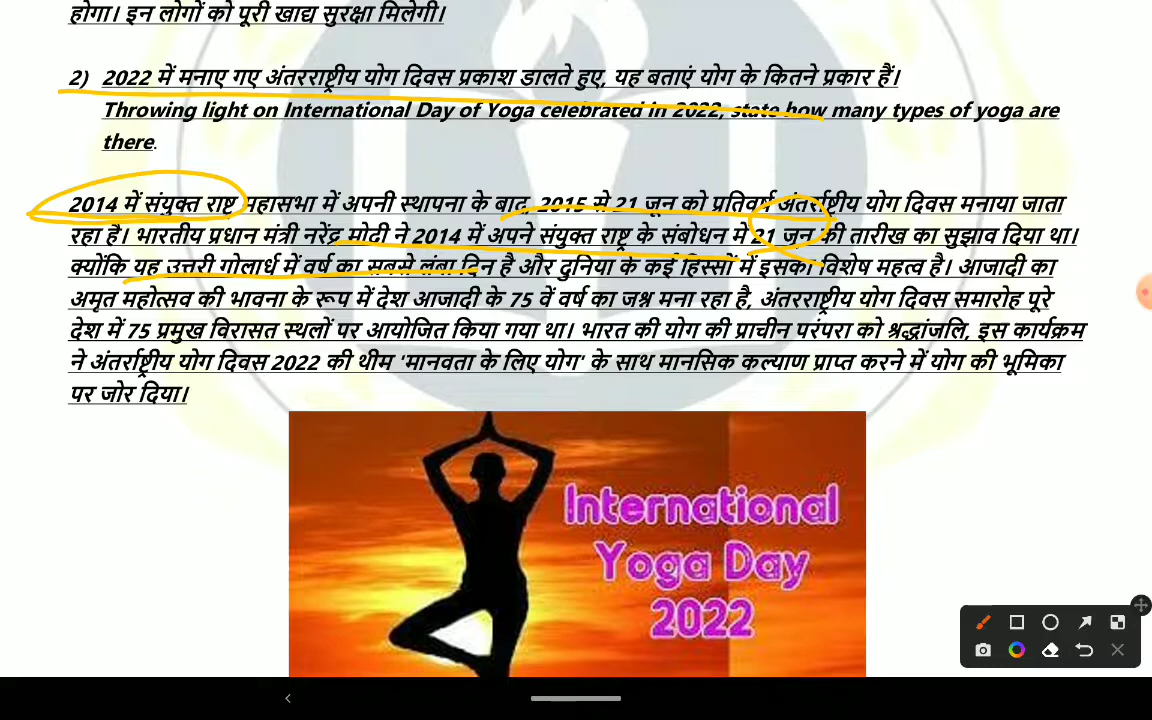 होगा। इन लोगों को पूरी खाद्य सुरक्षा मिलेगी।
2) 2022 में मनाए गए अंतरराष्ट्रीय योग दिवस प्रकाश डालते हुए, यह बताएं योग के कितने प्रकार हैं।
Throwing light on International Day of Yoga celebrated in 2022, state how many types of yoga are
there.
2014 में संयुक्त राष्ट्र महासभा में अपनी स्थापना के बाद, 2015 से 21 जून को प्रतिवर्ष अंतर्राष्ट्रीय योग दिवस मनाया जाता
रहा है। भारतीय प्रधान मंत्री नरेंद्र मोदी ने 2014 में अपने संयुक्त राष्ट्र के संबोधन में 21 जून की तारीख का सुझाव दिया था।
क्योंकि यह उत्तरी गोलार्ध में वर्ष का सबसे लंबा दिन है और दुनिया के कई हिस्सों में इसका विशेष महत्व है। आजादी का
अमृत महोत्सव की भावना के रूप में देश आजादी के 75 वें वर्ष का जश्न मना रहा है, अंतरराष्ट्रीय योग दिवस समारोह पूरे
देश में 75 प्रमुख विरासत स्थलों पर आयोजित किया गया था। भारत की योग की प्राचीन परंपरा को श्रद्धांजलि, इस कार्यक्रम
ने अंतर्राष्ट्रीय योग दिवस 2022 की थीम 'मानवता के लिए योग' के साथ मानसिक कल्याण प्राप्त करने में योग की भूमिका
पर जोर दिया।
International
Yoga Day
2022